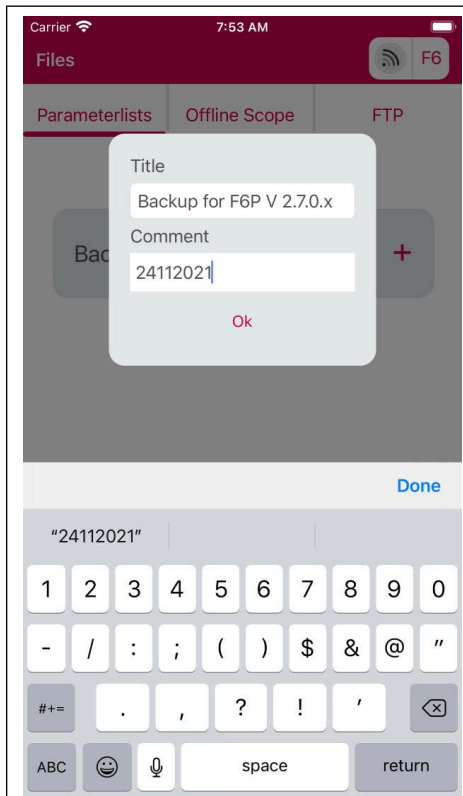 Carrier 7:53 AM
Files F6
Parameterlists Offline Scope FTP
Title
Backup for F6P V 2.7.0.x
Bac +
Comment
24112021
Ok
Done
“24112021”
1 2 3 4 5 6 7 8 9 0
- / : ; ( ) $ & @ "
#+= . , ? ! ’
ABC space return